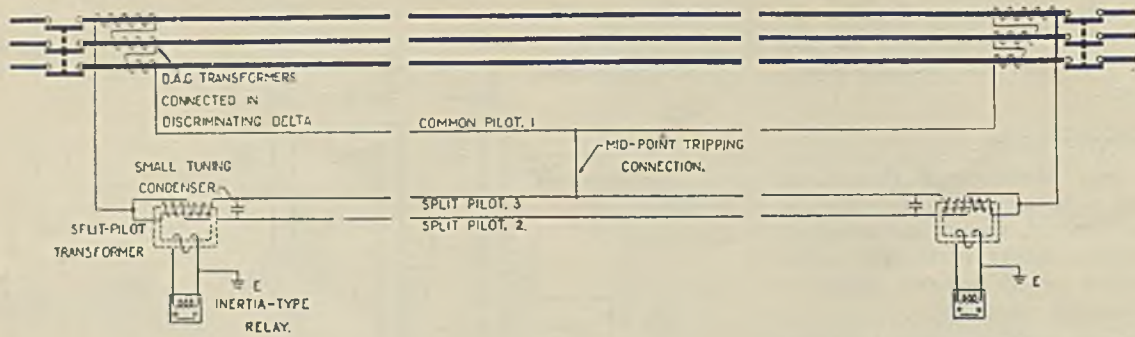 D.A.C TRANSFORMERS
CONNECTED IN
DISCRIMINATING DELTA
COMMON PILOT. 1
MID-POINT TRIPPING
CONNECTION.
SMALL TUNING
CONDENSER
SPLIT PILOT. 3
SPLIT PILOT. 2.
SPLIT-PILOT
TRANSFORMER
E
E
INERTIA-TYPE
RELAY.